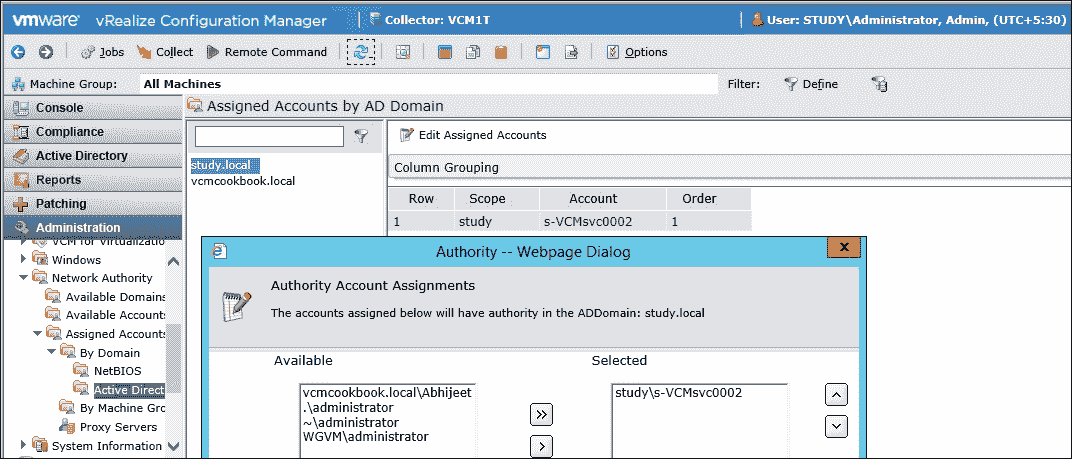 vmware vRealize Configuration Manager Collector: VCM1T User: STUDY\Administrator, Admin, (UTC+5:30)
Jobs Collect Remote Command Options
Machine Group: All Machines Filter: Define
Console
Compliance
Active Directory
Reports
Patching
Administration
VCM for Virtualizatio
Windows
Network Authority
Available Domains
Available Accounts
Assigned Accounts
By Domain
NetBIOS
Active Direct
By Machine Gro
Proxy Servers
System Information
Assigned Accounts by AD Domain
study.local
vcmcookbook.local
Edit Assigned Accounts
Column Grouping
Row Scope Account Order
1 study s-VCMsvc0002 1
Authority -- Webpage Dialog
X
Authority Account Assignments
The accounts assigned below will have authority in the ADDomain: study.local
Available
vcmcookbook.local\Abhijeet
.\administrator
~\administrator
WGVM\administrator
>>
>
Selected
study\s-VCMsvc0002